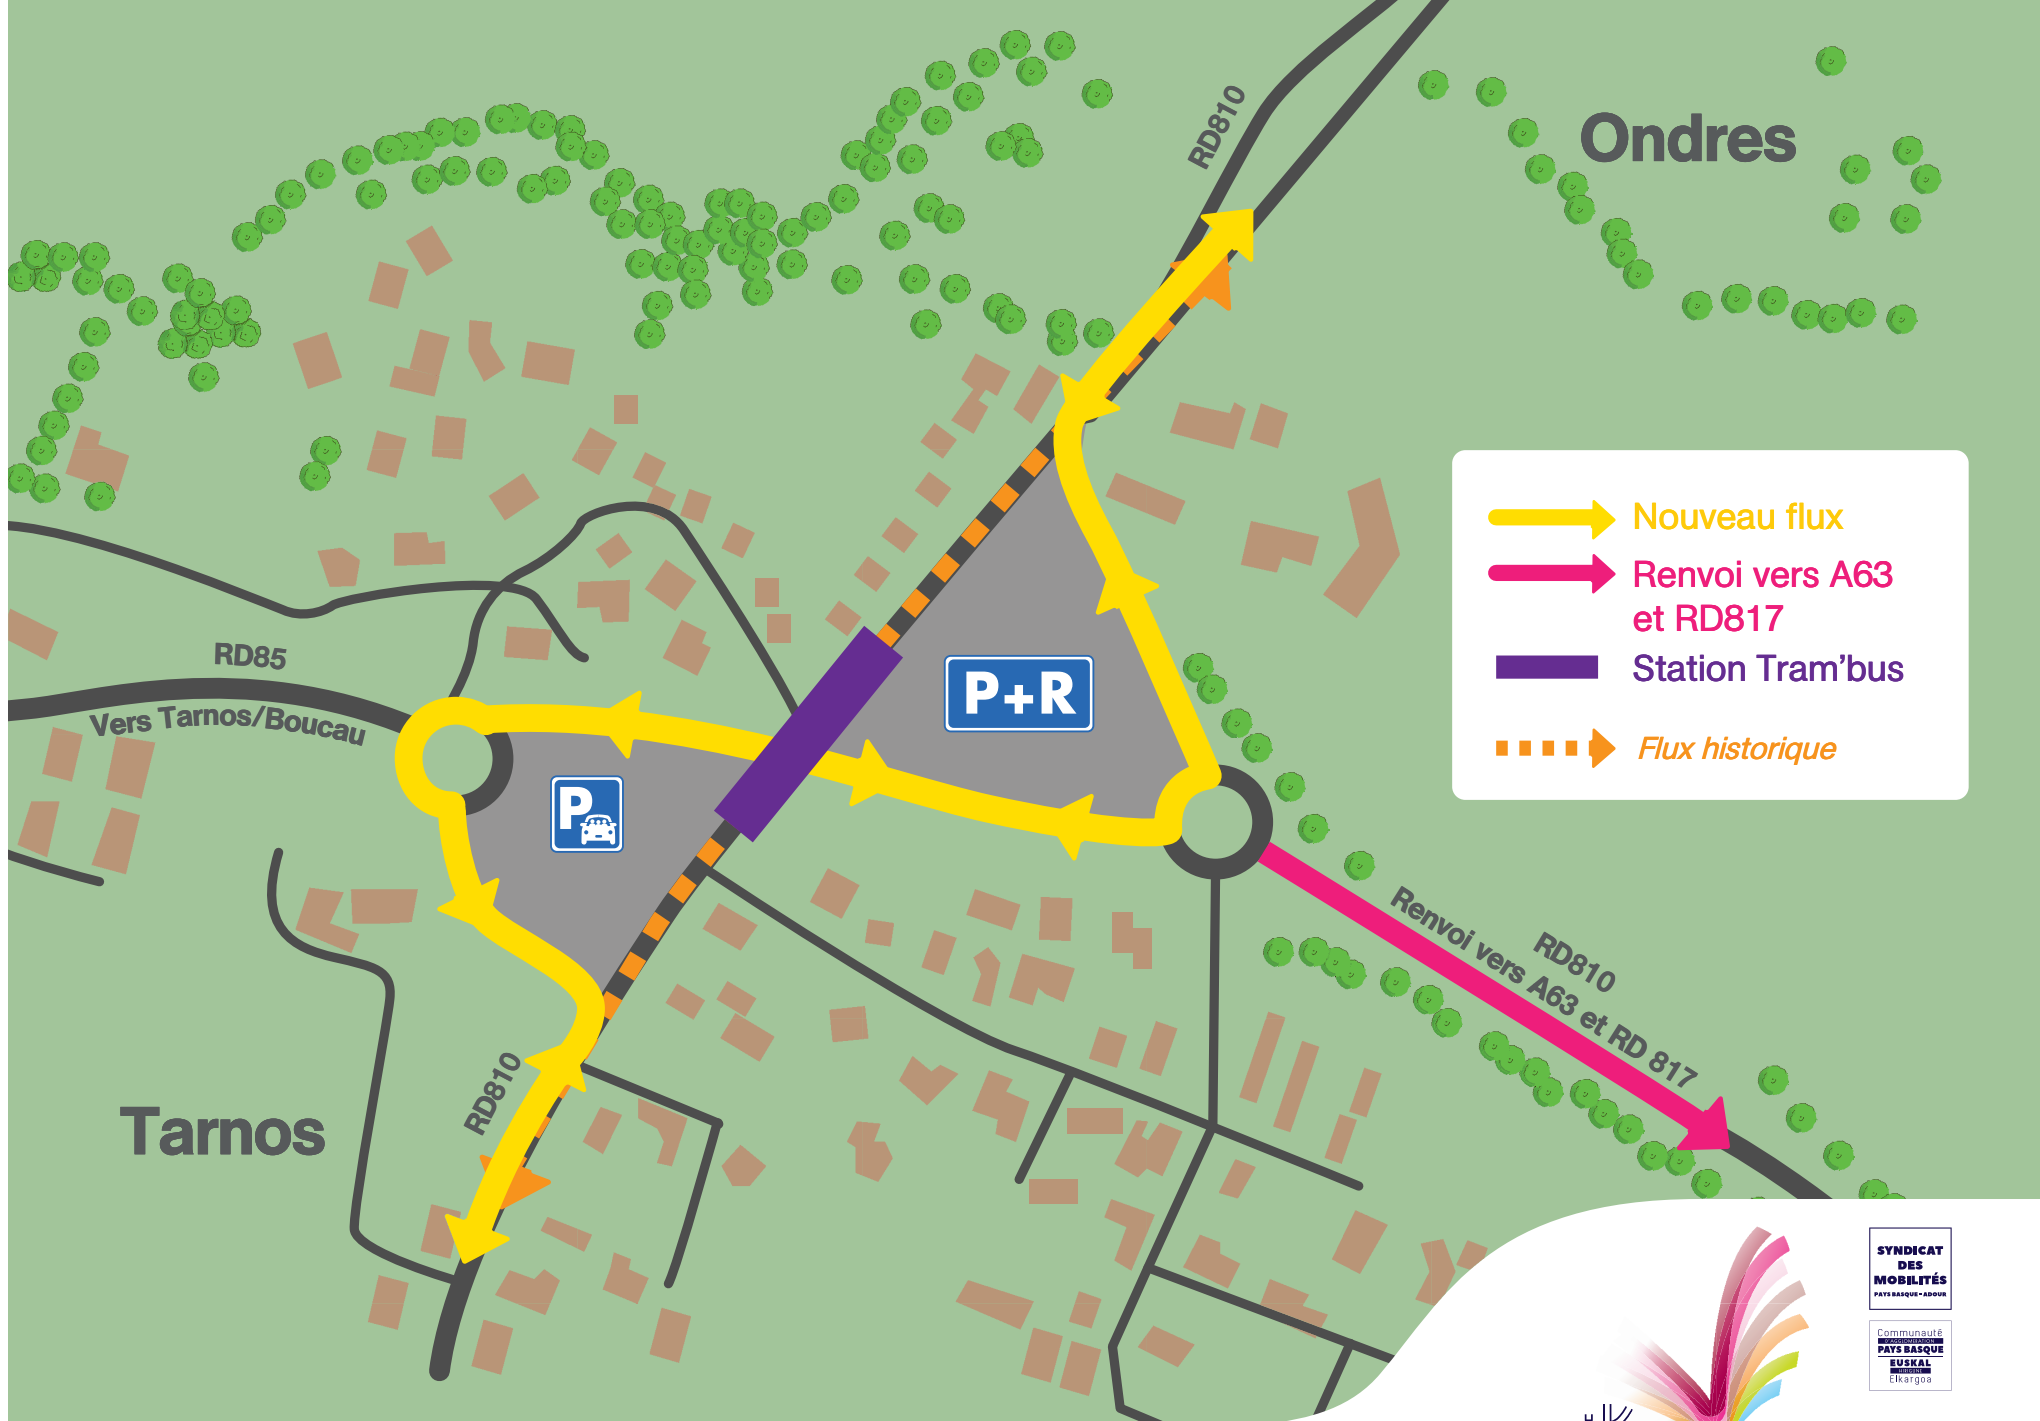 RD810
Ondres
Nouveau flux
Renvoi vers A63
et RD817
Station Tram'bus
Flux historique
RD85
Vers Tarnos/Boucau
P+R
P
RD810
Renvoi vers A63 et RD 817
RD810
Tarnos
SYNDICAT
DES
MOBILITÉS
PAYS BASQUE - ADOUR
Communauté
D'AGGLOMÉRATION
PAYS BASQUE
EUSKAL
HIRIGUNE
Elkargoa